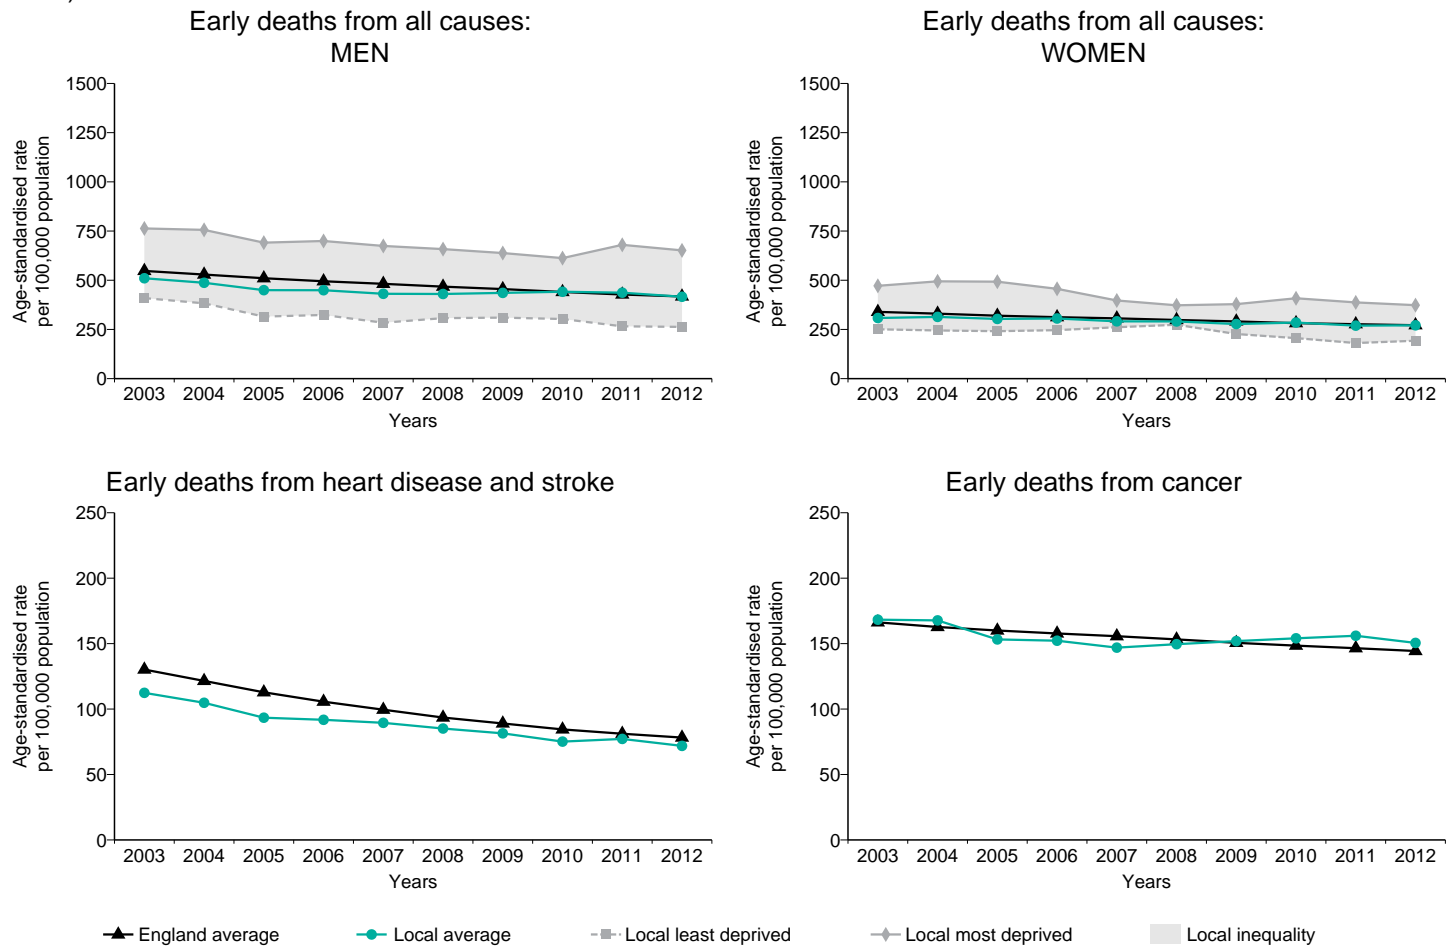 Early deaths from all causes:
MEN
Age-standardised rate
per 100,000 population
1500
1250
1000
750
500
250
0
2003 2004 2005 2006 2007 2008 2009 2010 2011 2012
Years
Early deaths from all causes:
WOMEN
Age-standardised rate
per 100,000 population
1500
1250
1000
750
500
250
0
2003 2004 2005 2006 2007 2008 2009 2010 2011 2012
Years
Early deaths from heart disease and stroke
Age-standardised rate
per 100,000 population
250
200
150
100
50
0
2003 2004 2005 2006 2007 2008 2009 2010 2011 2012
Years
Early deaths from cancer
Age-standardised rate
per 100,000 population
250
200
150
100
50
0
2003 2004 2005 2006 2007 2008 2009 2010 2011 2012
Years
England average Local average Local least deprived Local most deprived Local inequality